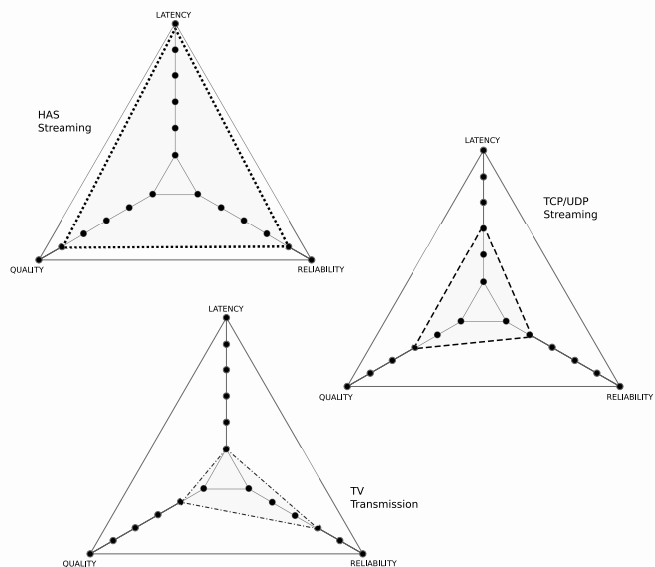 LATENCY
HAS
Streaming
QUALITY
RELIABILITY
LATENCY
TCP/UDP
Streaming
QUALITY
RELIABILITY
LATENCY
TV
Transmission
QUALITY
RELIABILITY